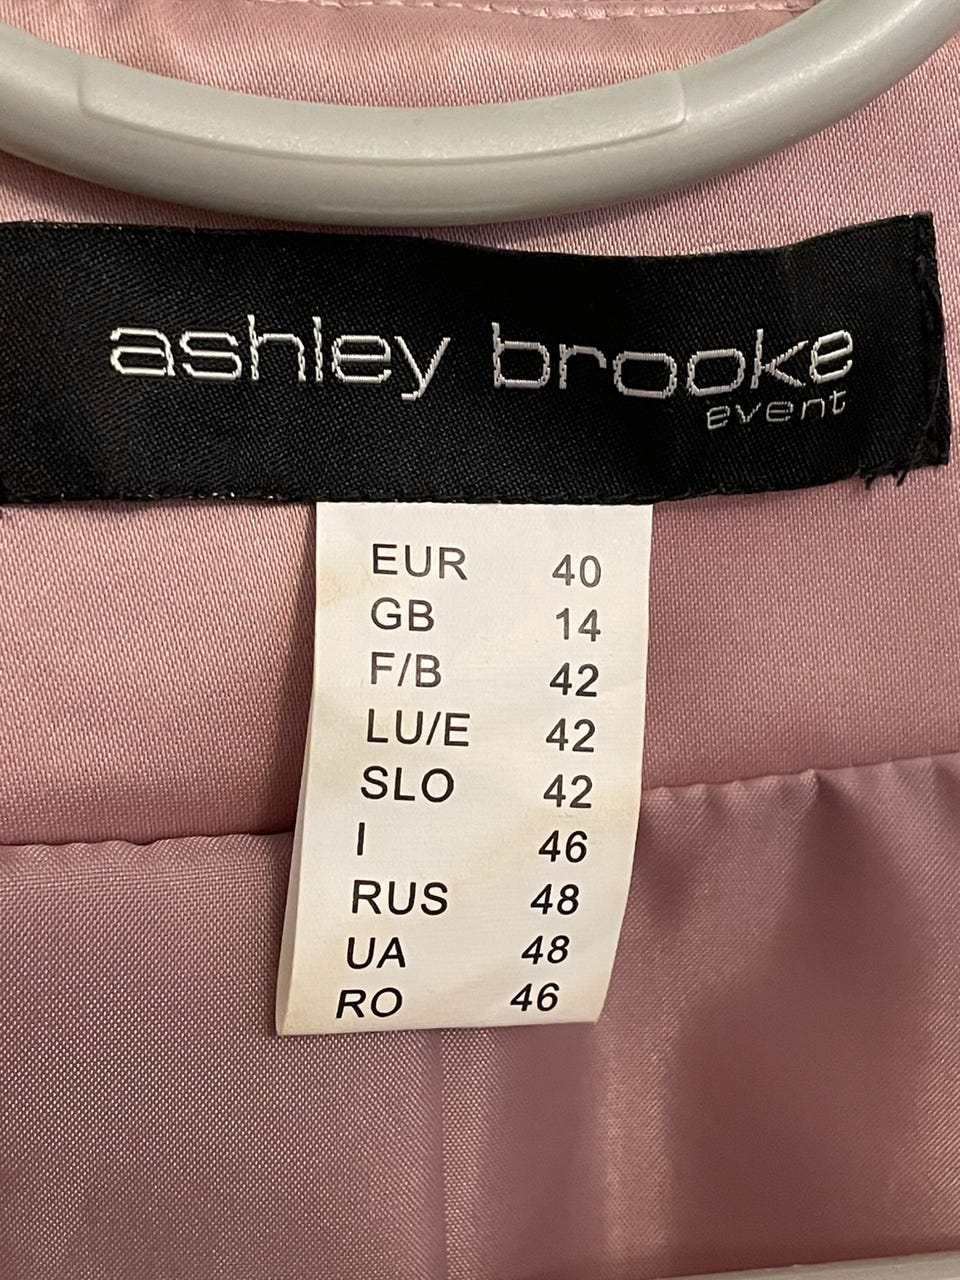 ashley brooke
event
EUR 40
GB 14
F/B 42
LU/E 42
SLO 42
I 46
RUS 48
UA 48
RO 46